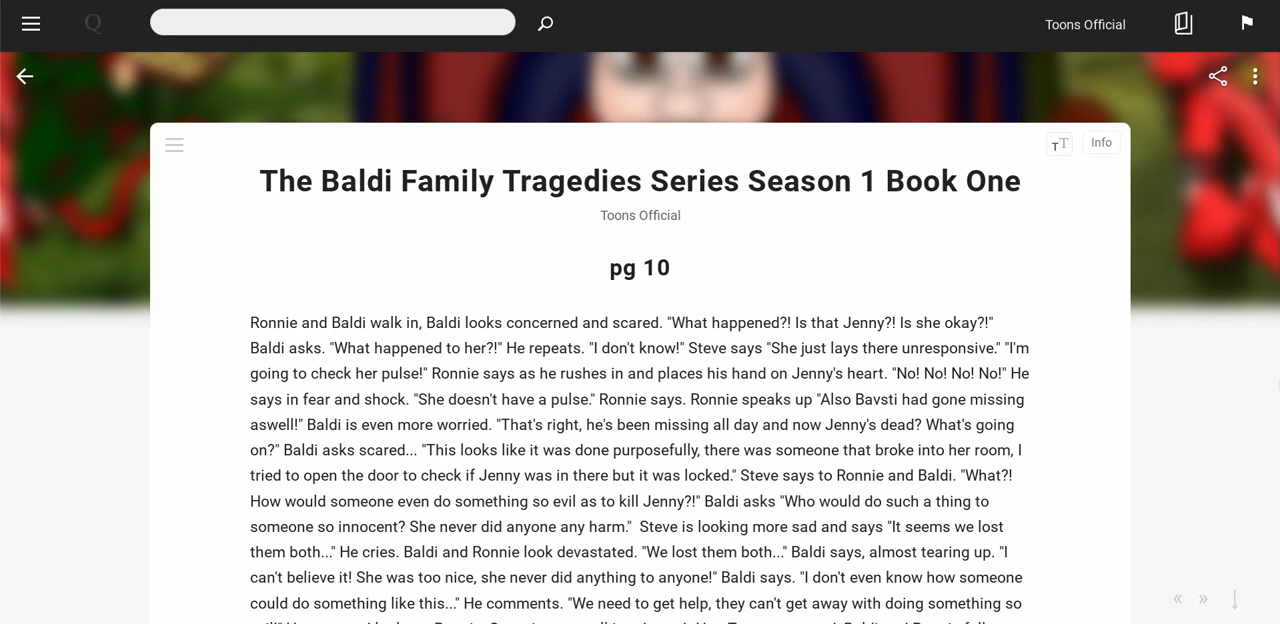 Q
Toons Official
TT Info
The Baldi Family Tragedies Series Season 1 Book One
Toons Official
pg 10
Ronnie and Baldi walk in, Baldi looks concerned and scared. "What happened?! Is that Jenny?! Is she okay?!"
Baldi asks. "What happened to her?!" He repeats. "I don't know!" Steve says "She just lays there unresponsive." "I'm
going to check her pulse!" Ronnie says as he rushes in and places his hand on Jenny's heart. "No! No! No! No!" He
says in fear and shock. "She doesn't have a pulse." Ronnie says. Ronnie speaks up "Also Bavsti had gone missing
aswell!" Baldi is even more worried. "That's right, he's been missing all day and now Jenny's dead? What's going
on?" Baldi asks scared... "This looks like it was done purposefully, there was someone that broke into her room, I
tried to open the door to check if Jenny was in there but it was locked." Steve says to Ronnie and Baldi. "What?!
How would someone even do something so evil as to kill Jenny?!" Baldi asks "Who would do such a thing to
someone so innocent? She never did anyone any harm."  Steve is looking more sad and says "It seems we lost
them both..." He cries. Baldi and Ronnie look devastated. "We lost them both..." Baldi says, almost tearing up. "I
can't believe it! She was too nice, she never did anything to anyone!" Baldi says. "I don't even know how someone
could do something like this..." He comments. "We need to get help, they can't get away with doing something so